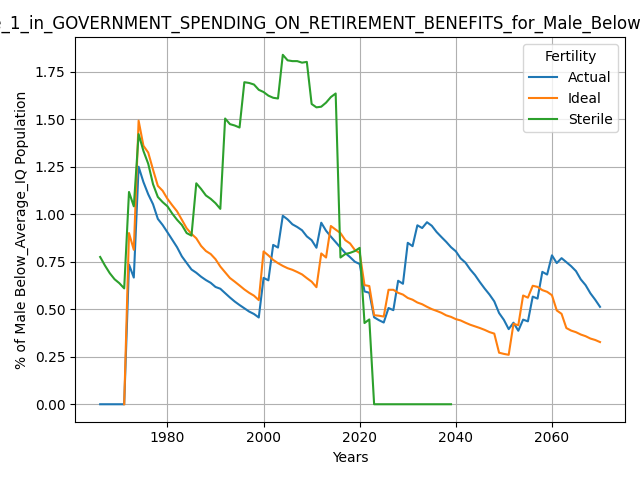 e_1_in_GOVERNMENT_SPENDING_ON_RETIREMENT_BENEFITS_for_Male_Below
Fertility
Actual
Ideal
Sterile
% of Male Below_Average_IQ Population
1.75
1.50
1.25
1.00
0.75
0.50
0.25
0.00
1980
2000
2020
2040
2060
Years